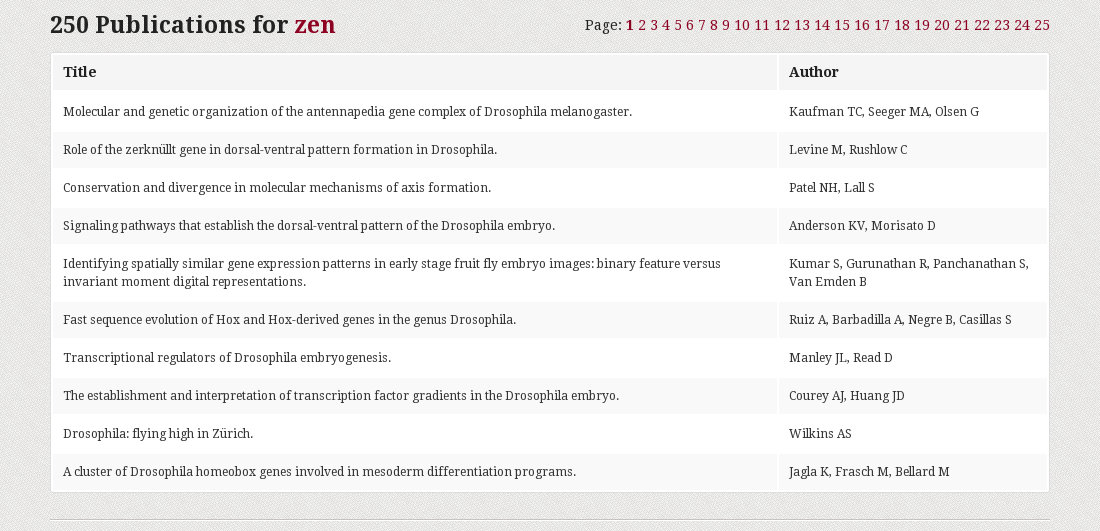 250 Publications for zen
Page: 1 2 3 4 5 6 7 8 9 10 11 12 13 14 15 16 17 18 19 20 21 22 23 24 25
Title Author
Molecular and genetic organization of the antennapedia gene complex of Drosophila melanogaster. Kaufman TC, Seeger MA, Olsen G
Role of the zerknüllt gene in dorsal-ventral pattern formation in Drosophila. Levine M, Rushlow C
Conservation and divergence in molecular mechanisms of axis formation. Patel NH, Lall S
Signaling pathways that establish the dorsal-ventral pattern of the Drosophila embryo. Anderson KV, Morisato D
Identifying spatially similar gene expression patterns in early stage fruit fly embryo images: binary feature versus Kumar S, Gurunathan R, Panchanathan S,
invariant moment digital representations. Van Emden B
Fast sequence evolution of Hox and Hox-derived genes in the genus Drosophila. Ruiz A, Barbadilla A, Negre B, Casillas S
Transcriptional regulators of Drosophila embryogenesis. Manley JL, Read D
The establishment and interpretation of transcription factor gradients in the Drosophila embryo. Courey AJ, Huang JD
Drosophila: flying high in Zürich. Wilkins AS
A cluster of Drosophila homeobox genes involved in mesoderm differentiation programs. Jagla K, Frasch M, Bellard M